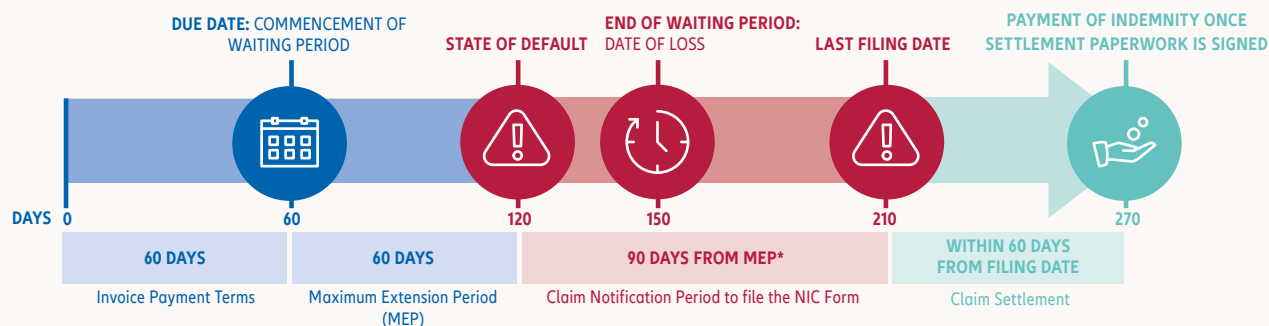 DUE DATE: COMMENCEMENT OF
WAITING PERIOD
STATE OF DEFAULT
END OF WAITING PERIOD:
DATE OF LOSS
LAST FILING DATE
PAYMENT OF INDEMNITY ONCE
SETTLEMENT PAPERWORK IS SIGNED
DAYS 0 60 120 150 210 270
60 DAYS
Invoice Payment Terms
60 DAYS
Maximum Extension Period
(MEP)
90 DAYS FROM MEP*
Claim Notification Period to file the NIC Form
WITHIN 60 DAYS
FROM FILING DATE
Claim Settlement